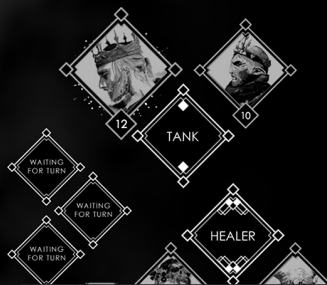 12
10
TANK
WAITING
FOR TURN
WAITING
FOR TURN
HEALER
WAITING
FOR TURN